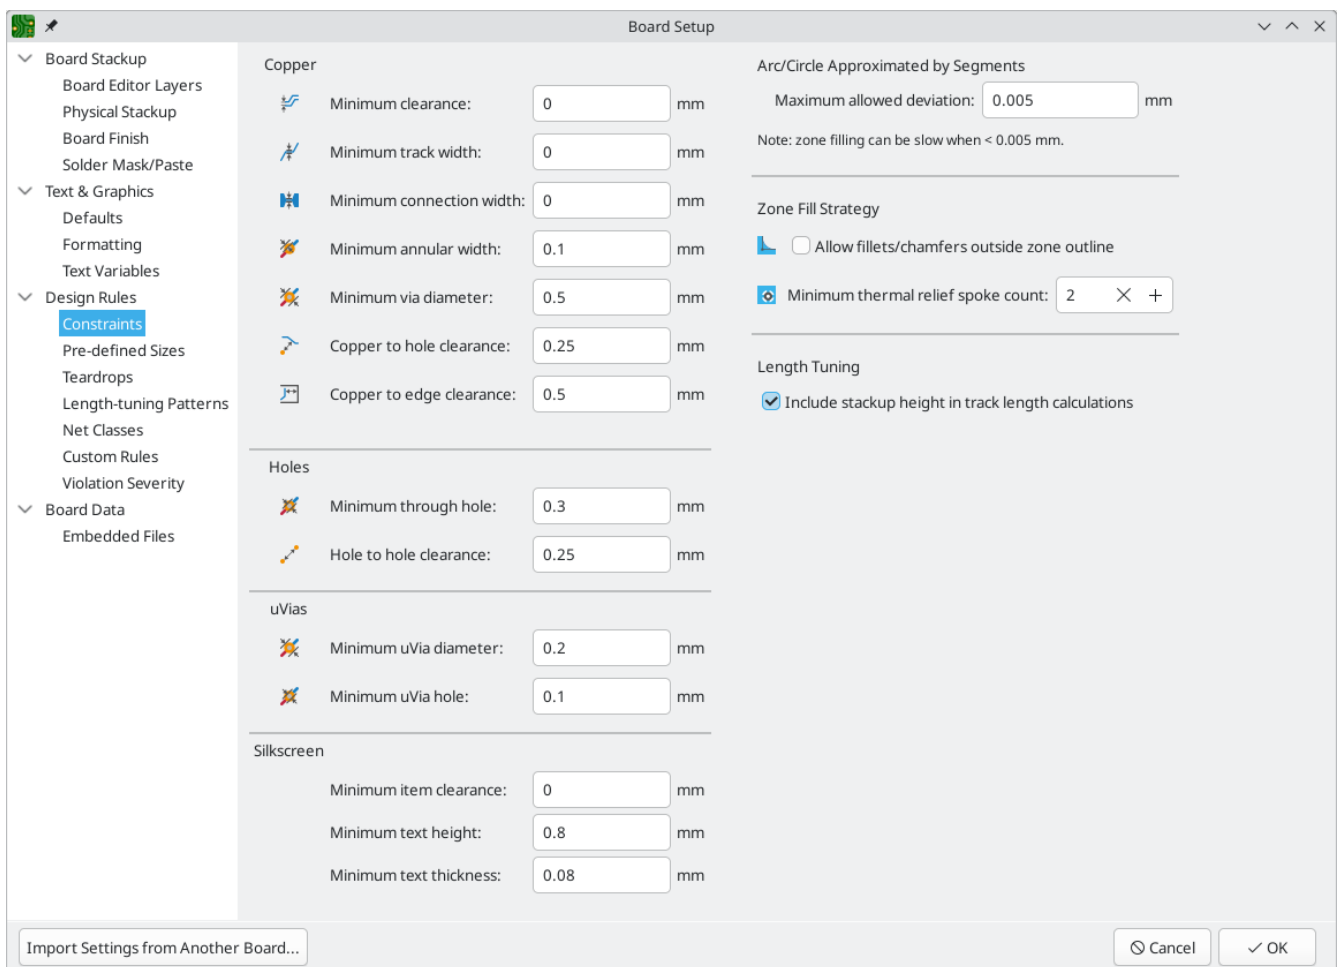 Board Setup
Board Stackup
Board Editor Layers
Physical Stackup
Board Finish
Solder Mask/Paste
Text & Graphics
Defaults
Formatting
Text Variables
Design Rules
Constraints
Pre-defined Sizes
Teardrops
Length-tuning Patterns
Net Classes
Custom Rules
Violation Severity
Board Data
Embedded Files
Copper
Minimum clearance: 0 mm
Minimum track width: 0 mm
Minimum connection width: 0 mm
Minimum annular width: 0.1 mm
Minimum via diameter: 0.5 mm
Copper to hole clearance: 0.25 mm
Copper to edge clearance: 0.5 mm
Holes
Minimum through hole: 0.3 mm
Hole to hole clearance: 0.25 mm
uVias
Minimum uVia diameter: 0.2 mm
Minimum uVia hole: 0.1 mm
Silkscreen
Minimum item clearance: 0 mm
Minimum text height: 0.8 mm
Minimum text thickness: 0.08 mm
Arc/Circle Approximated by Segments
Maximum allowed deviation: 0.005 mm
Note: zone filling can be slow when < 0.005 mm.
Zone Fill Strategy
Allow fillets/chamfers outside zone outline
Minimum thermal relief spoke count: 2
Length Tuning
Include stackup height in track length calculations
Import Settings from Another Board...
Cancel
OK